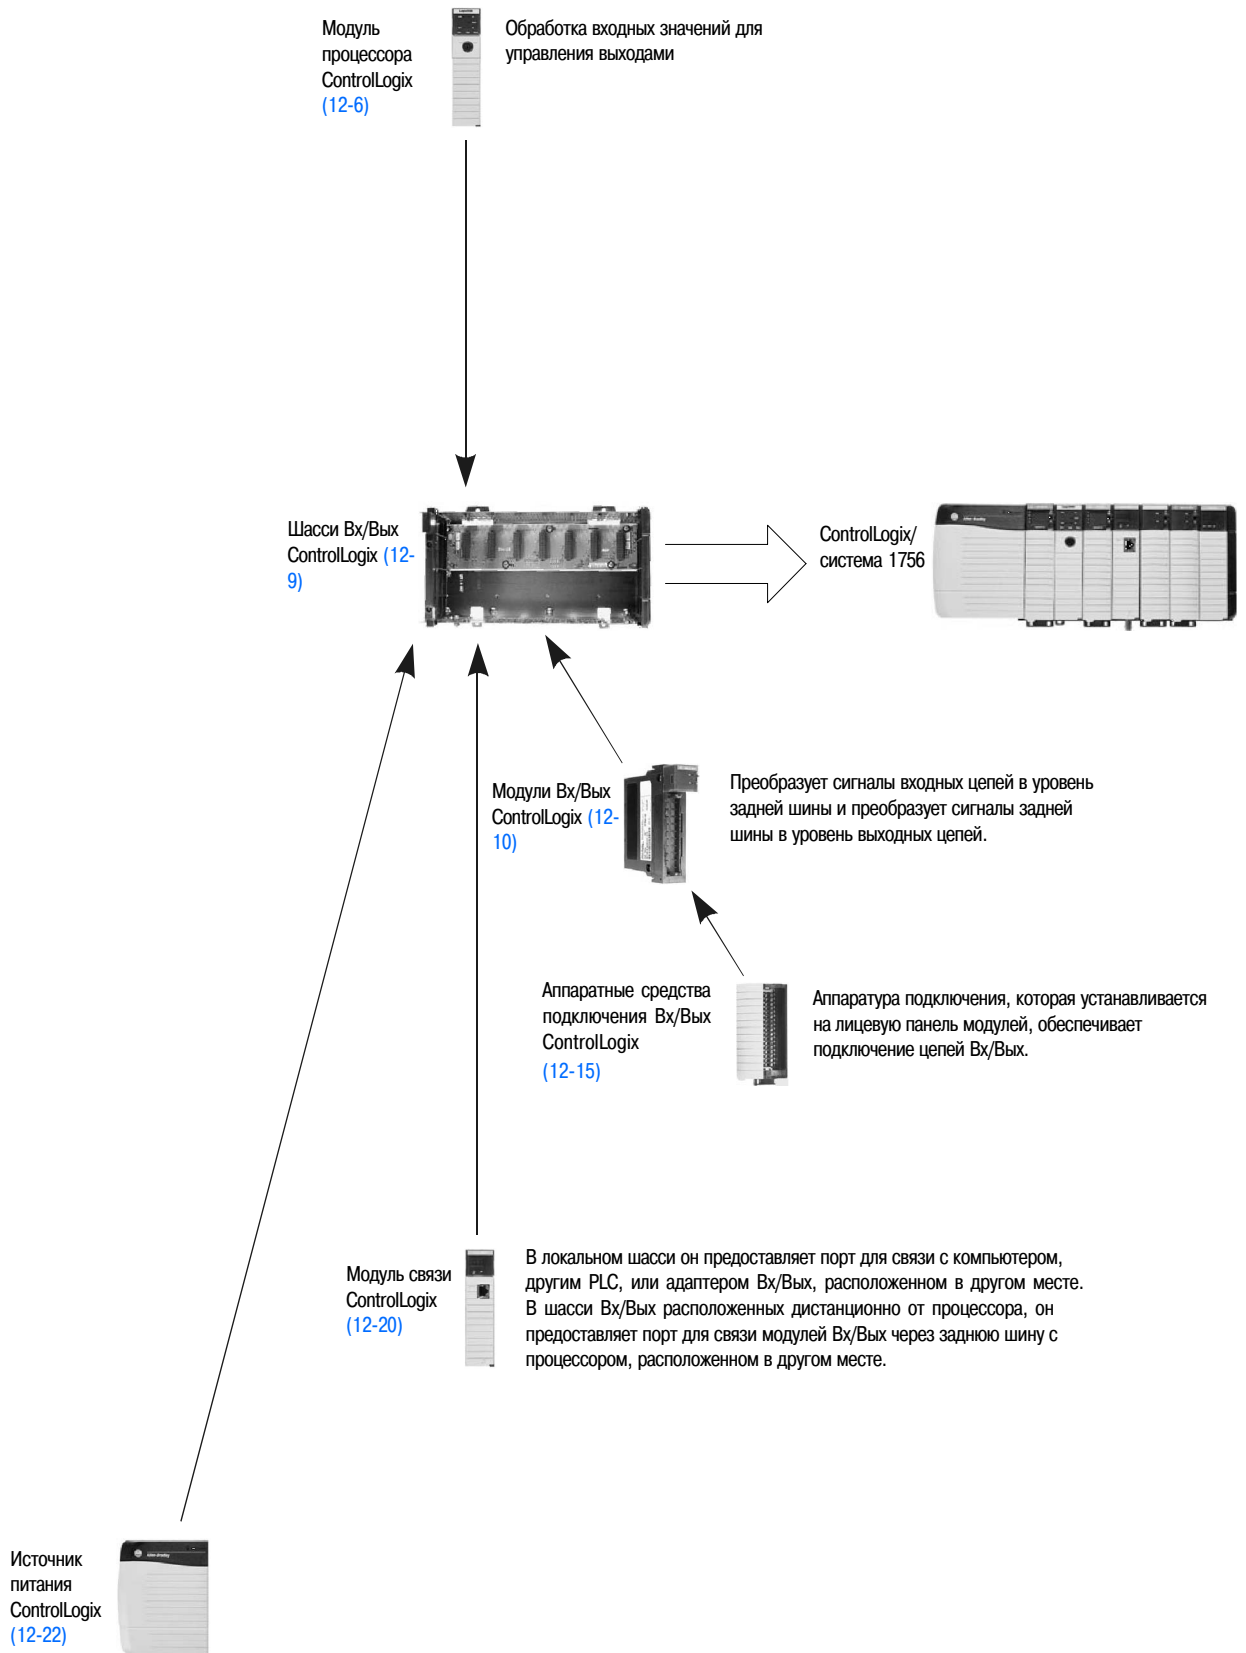 Модуль
процессора
ControlLogix
(12-6)
Обработка входных значений для
управления выходами
Шасси Вх/Вых
ControlLogix (12-
9)
ControlLogix/
система 1756
Модули Вх/Вых
ControlLogix (12-
10)
Преобразует сигналы входных цепей в уровень
задней шины и преобразует сигналы задней
шины в уровень выходных цепей.
Аппаратные средства
подключения Вх/Вых
ControlLogix
(12-15)
Аппаратура подключения, которая устанавливается
на лицевую панель модулей, обеспечивает
подключение цепей Вх/Вых.
Модуль связи
ControlLogix
(12-20)
В локальном шасси он предоставляет порт для связи с компьютером,
другим PLC, или адаптером Вх/Вых, расположенном в другом месте.
В шасси Вх/Вых расположенных дистанционно от процессора, он
предоставляет порт для связи модулей Вх/Вых через заднюю шину с
процессором, расположенном в другом месте.
Источник
питания
ControlLogix
(12-22)